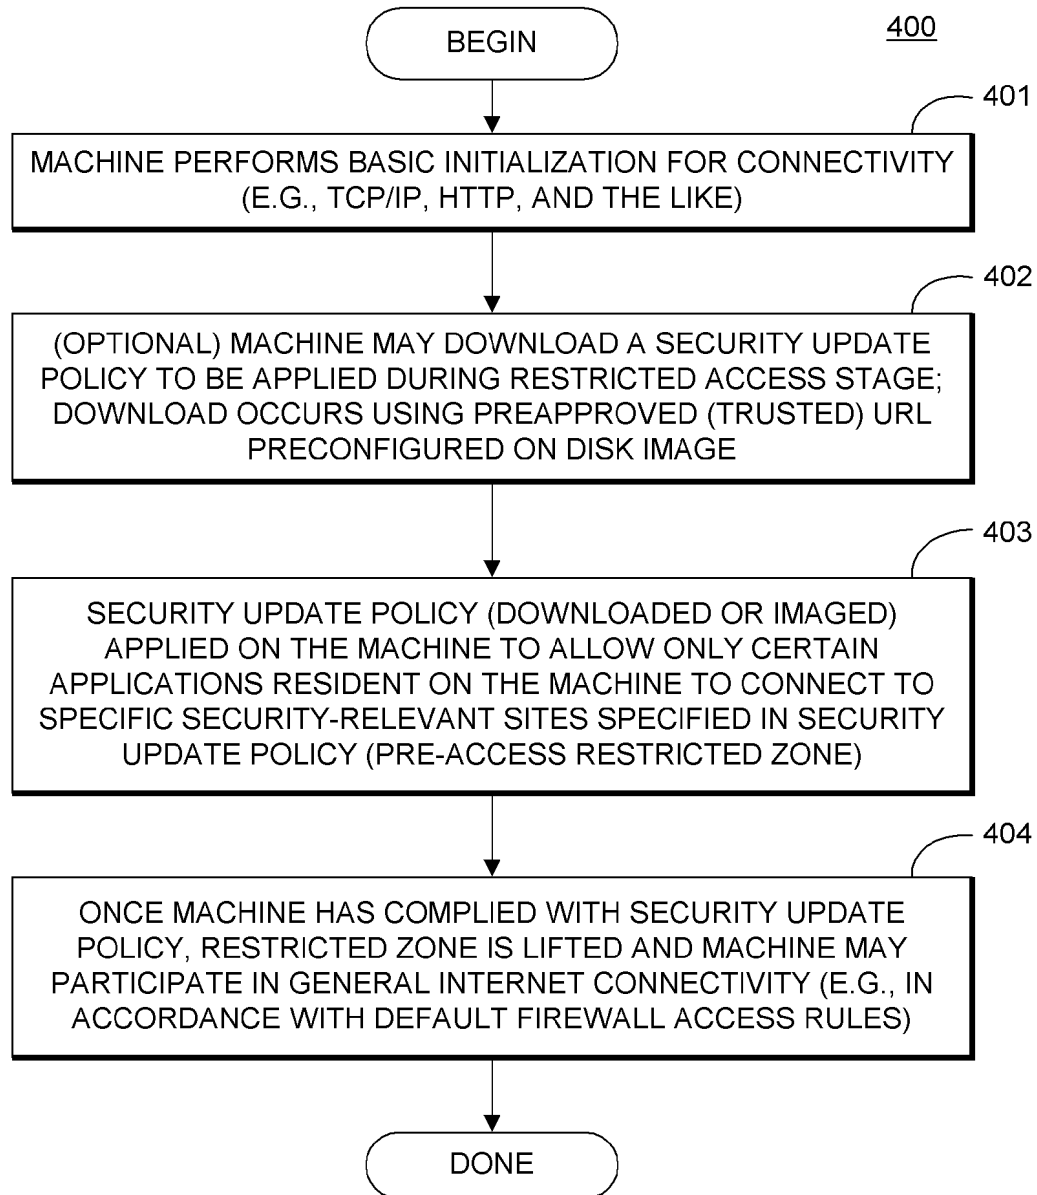 BEGIN
400
401
MACHINE PERFORMS BASIC INITIALIZATION FOR CONNECTIVITY
(E.G., TCP/IP, HTTP, AND THE LIKE)
402
(OPTIONAL) MACHINE MAY DOWNLOAD A SECURITY UPDATE
POLICY TO BE APPLIED DURING RESTRICTED ACCESS STAGE;
DOWNLOAD OCCURS USING PREAPPROVED (TRUSTED) URL
PRECONFIGURED ON DISK IMAGE
403
SECURITY UPDATE POLICY (DOWNLOADED OR IMAGED)
APPLIED ON THE MACHINE TO ALLOW ONLY CERTAIN
APPLICATIONS RESIDENT ON THE MACHINE TO CONNECT TO
SPECIFIC SECURITY-RELEVANT SITES SPECIFIED IN SECURITY
UPDATE POLICY (PRE-ACCESS RESTRICTED ZONE)
404
ONCE MACHINE HAS COMPLIED WITH SECURITY UPDATE
POLICY, RESTRICTED ZONE IS LIFTED AND MACHINE MAY
PARTICIPATE IN GENERAL INTERNET CONNECTIVITY (E.G., IN
ACCORDANCE WITH DEFAULT FIREWALL ACCESS RULES)
DONE